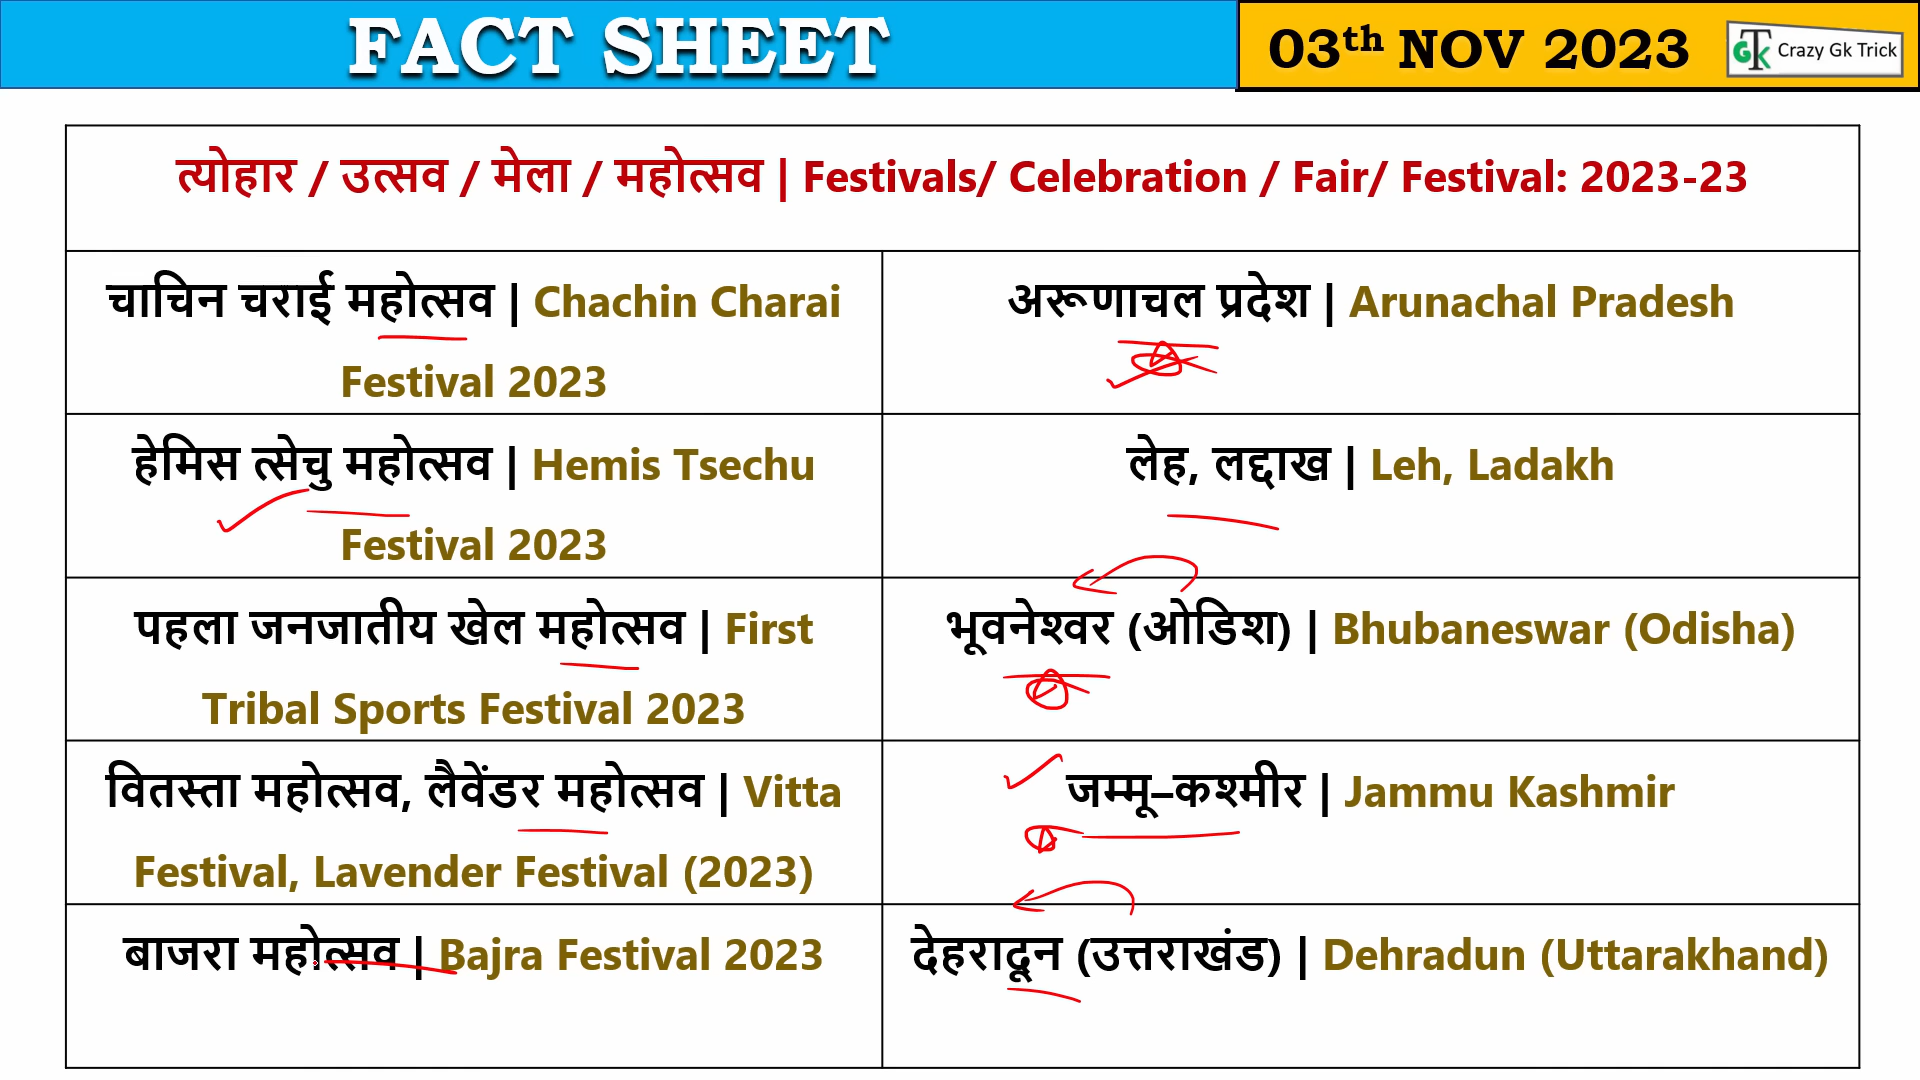 FACT SHEET
03th NOV 2023
GTK Crazy Gk Trick
त्योहार / उत्सव / मेला / महोत्सव | Festivals/ Celebration / Fair/ Festival: 2023-23
चाचिन चराई महोत्सव | Chachin Charai
Festival 2023
अरूणाचल प्रदेश | Arunachal Pradesh
हेमिस त्सेचु महोत्सव | Hemis Tsechu
Festival 2023
लेह, लद्दाख | Leh, Ladakh
पहला जनजातीय खेल महोत्सव | First
Tribal Sports Festival 2023
भूवनेश्वर (ओडिश) | Bhubaneswar (Odisha)
वितस्ता महोत्सव, लैवेंडर महोत्सव | Vitta
Festival, Lavender Festival (2023)
जम्मू–कश्मीर | Jammu Kashmir
बाजरा महोत्सव | Bajra Festival 2023
देहरादून (उत्तराखंड) | Dehradun (Uttarakhand)